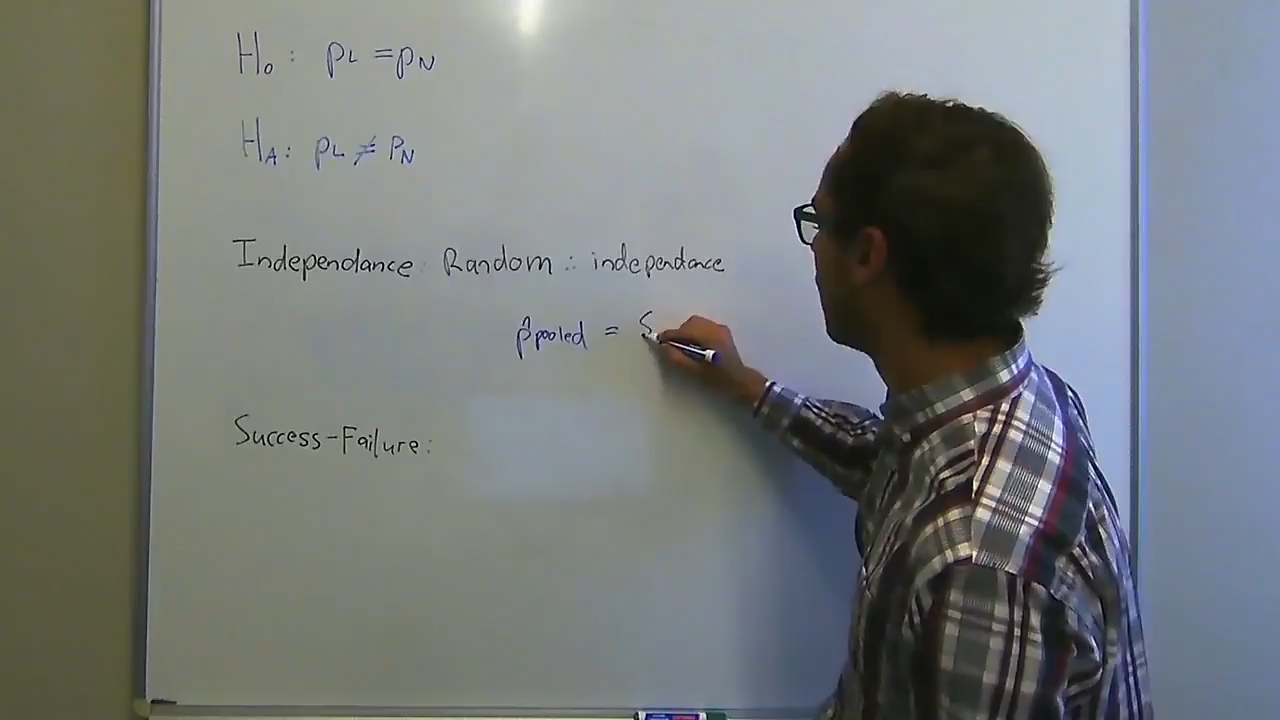 H₀: pL = pN
HA: pL ≠ pN
Independance: Random ∴ independance
p̂pooled = S
Success-Failure: